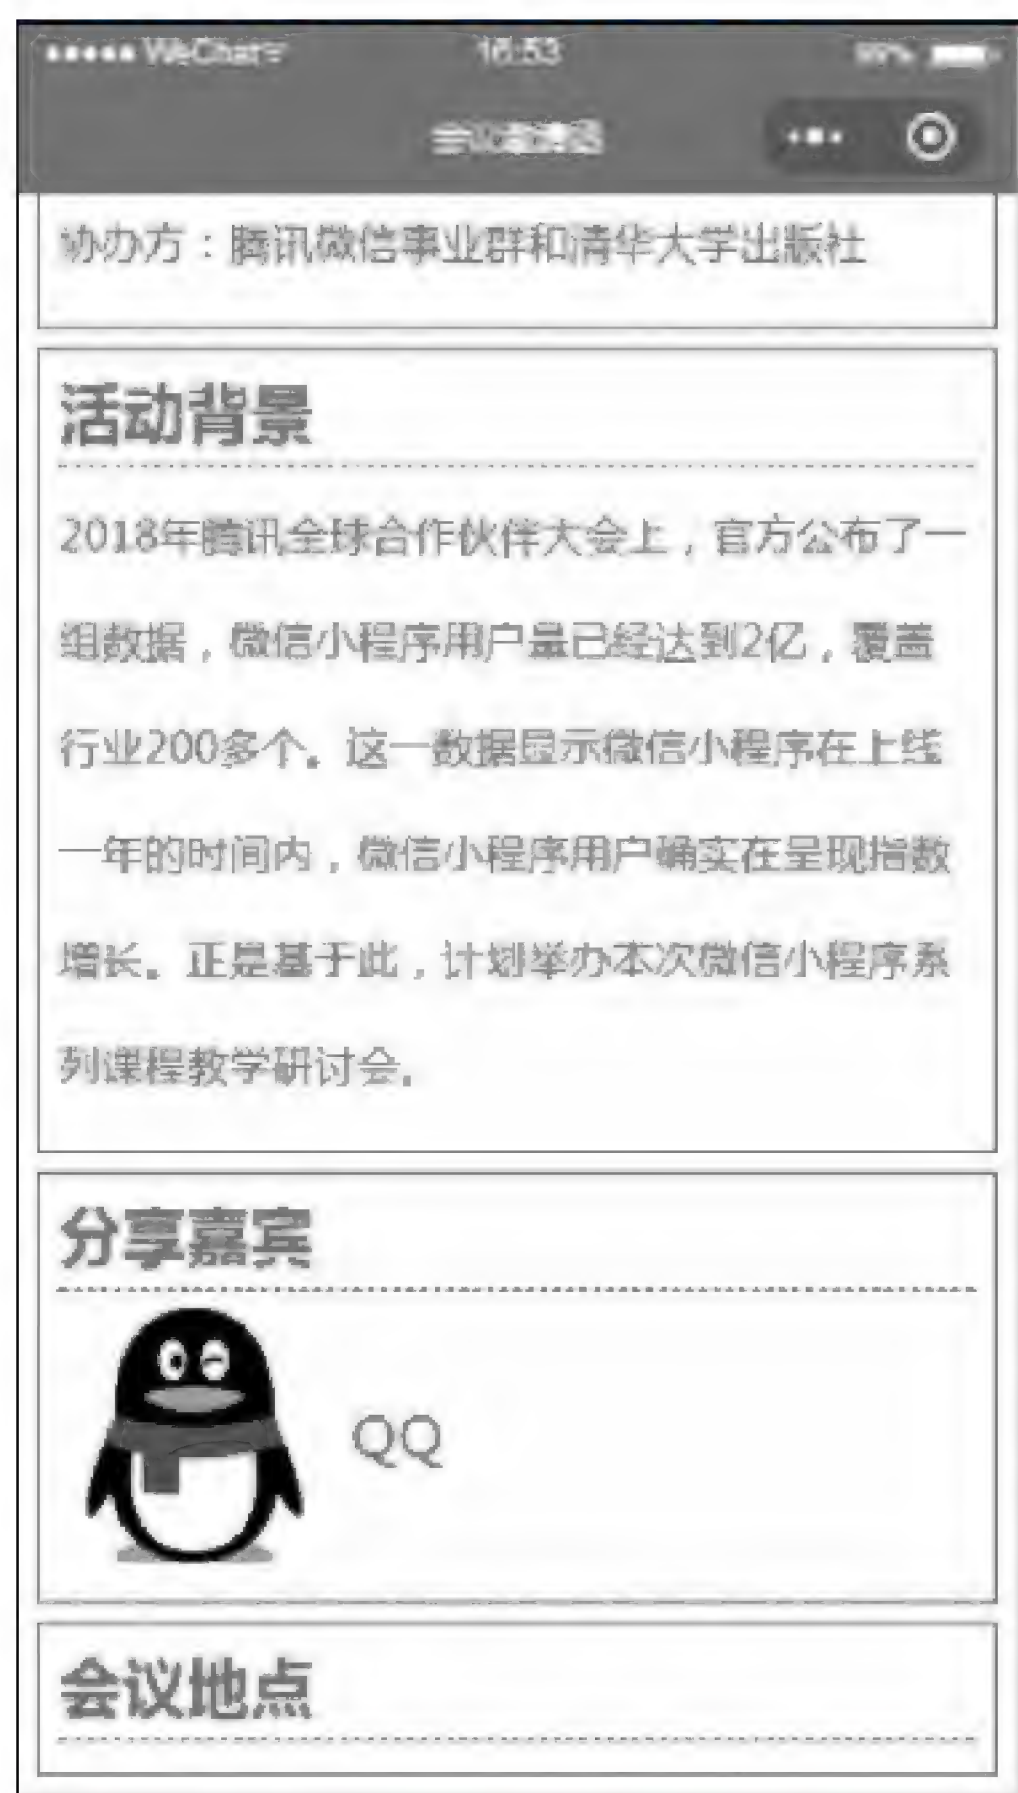 WeChat
16:53
99%
会议邀请函
协办方：腾讯微信事业群和清华大学出版社
活动背景
2018年腾讯全球合作伙伴大会上，官方公布了一
组数据，微信小程序用户量已经达到2亿，覆盖
行业200多个。这一数据显示微信小程序在上线
一年的时间内，微信小程序用户确实在呈现指数
增长。正是基于此，计划举办本次微信小程序系
列课程教学研讨会。
分享嘉宾
QQ
会议地点